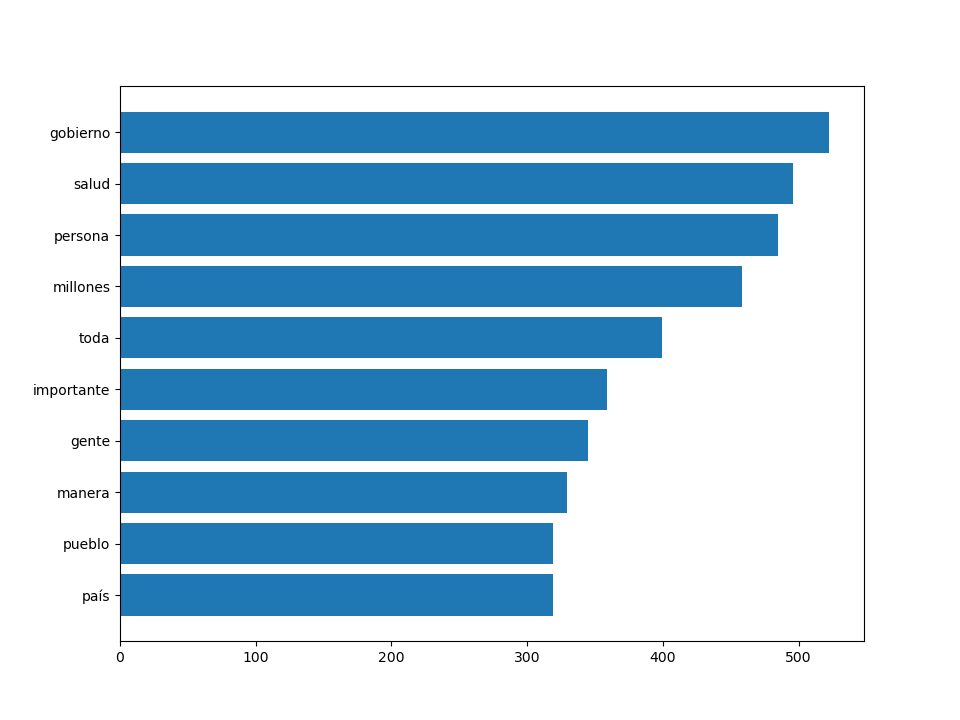 gobierno
salud
persona
millones
toda
importante
gente
manera
pueblo
país
0 100 200 300 400 500